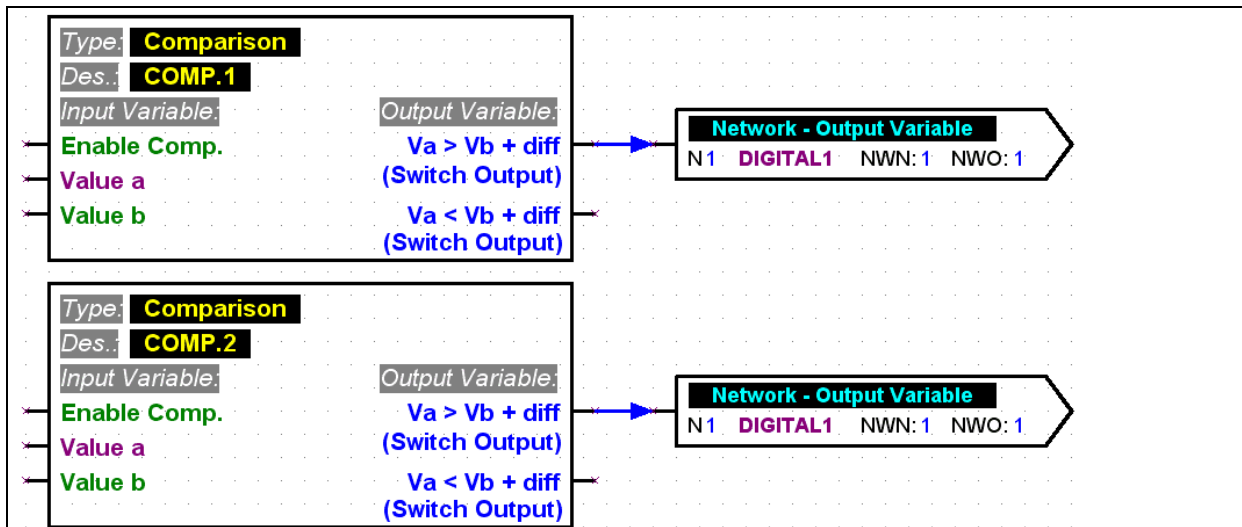 Type: Comparison
Des.: COMP.1
Input Variable: Output Variable:
Enable Comp. Va > Vb + diff
(Switch Output)
Value a
Value b Va < Vb + diff
(Switch Output)
Network - Output Variable
N1 DIGITAL1 NWN: 1 NWO: 1
Type: Comparison
Des.: COMP.2
Input Variable: Output Variable:
Enable Comp. Va > Vb + diff
(Switch Output)
Value a
Value b Va < Vb + diff
(Switch Output)
Network - Output Variable
N1 DIGITAL1 NWN: 1 NWO: 1